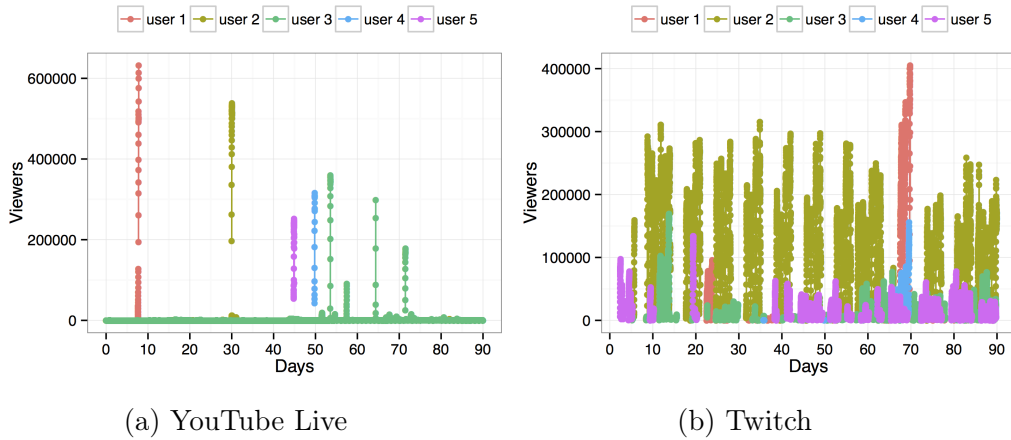 user 1 user 2 user 3 user 4 user 5
Viewers
600000
400000
200000
0
0 10 20 30 40 50 60 70 80 90
Days
(a) YouTube Live
user 1 user 2 user 3 user 4 user 5
Viewers
400000
300000
200000
100000
0
0 10 20 30 40 50 60 70 80 90
Days
(b) Twitch